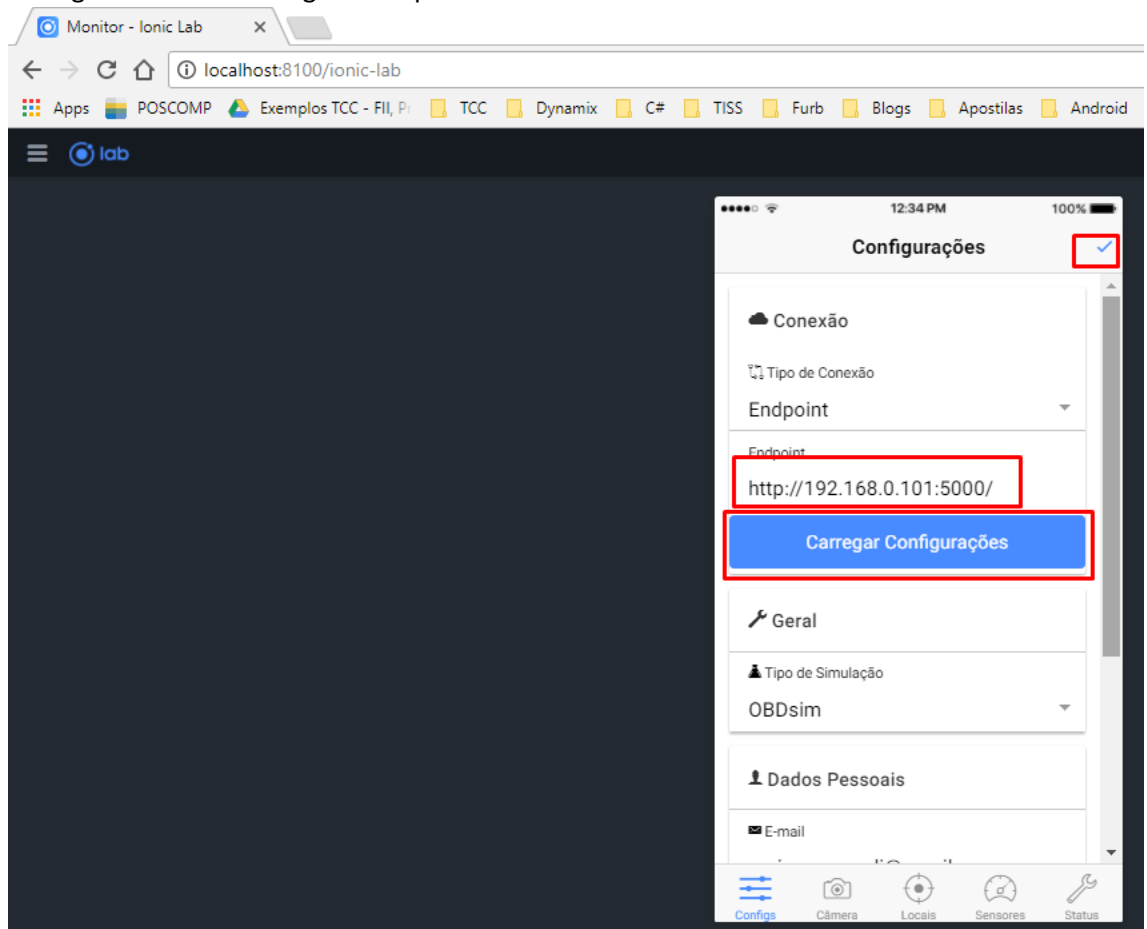 Monitor - Ionic Lab
localhost:8100/ionic-lab
Apps POSCOMP Exemplos TCC - FII, Pr TCC Dynamix C# TISS Furb Blogs Apostilas Android
lab
12:34 PM 100%
Configurações
Conexão
Tipo de Conexão
Endpoint
Endpoint
http://192.168.0.101:5000/
Carregar Configurações
Geral
Tipo de Simulação
OBDsim
Dados Pessoais
E-mail
Configs Câmera Locais Sensores Status